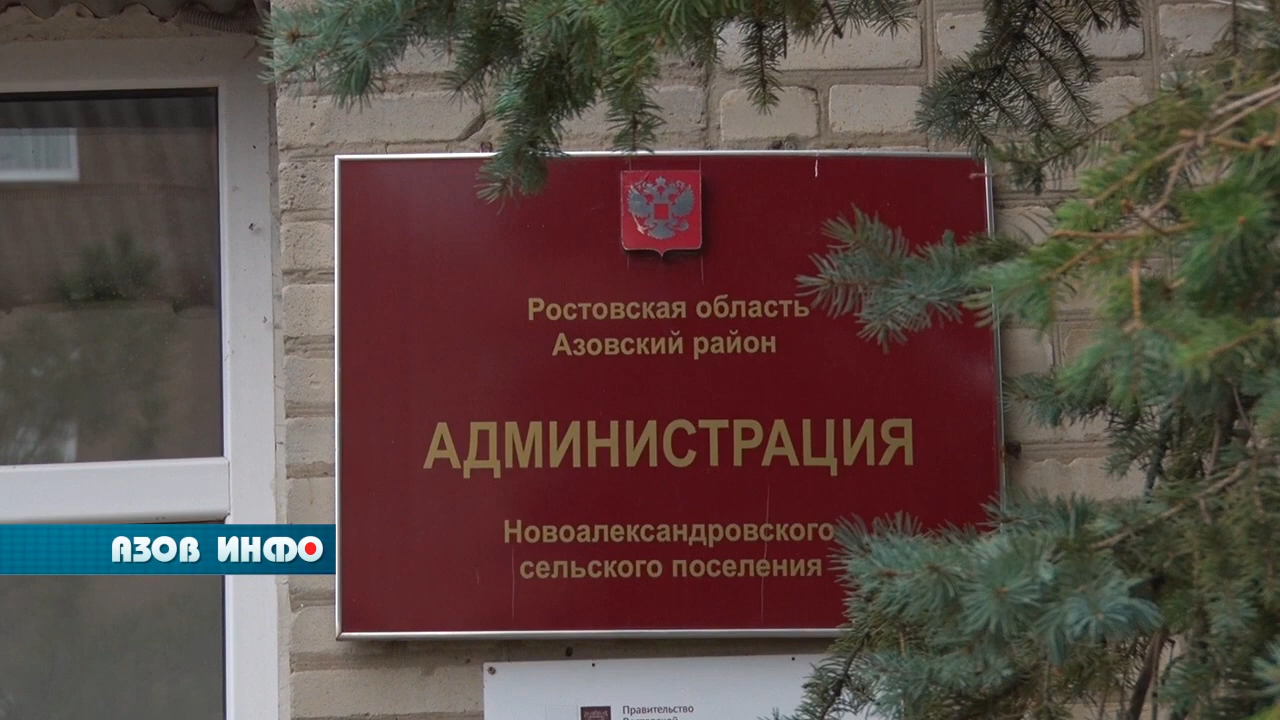 Ростовская область
Азовский район
АДМИНИСТРАЦИЯ
Новоалександровского
сельского поселения
АЗОВ ИНФО
Правительство